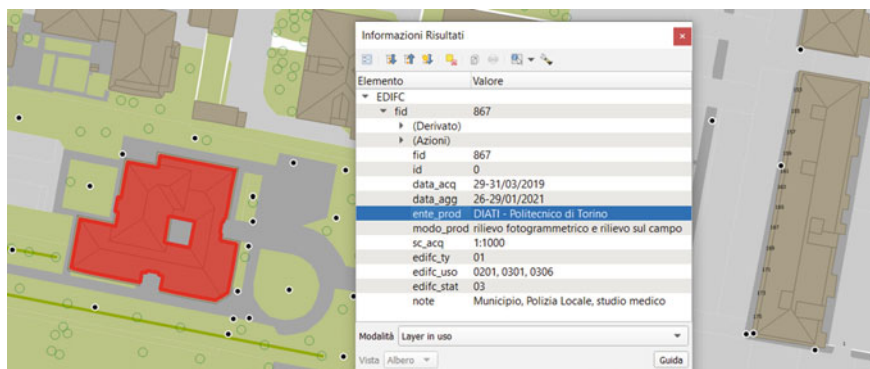 Informazioni Risultati
Elemento Valore
EDIFC
fid 867
(Derivato)
(Azioni)
fid 867
id 0
data_acq 29-31/03/2019
data_agg 26-29/01/2021
ente_prod DIATI - Politecnico di Torino
modo_prod rilievo fotogrammetrico e rilievo sul campo
sc_acq 1:1000
edifc_ty 01
edifc_uso 0201, 0301, 0306
edifc_stat 03
note Municipio, Polizia Locale, studio medico
Modalità Layer in uso
Vista Albero Guida